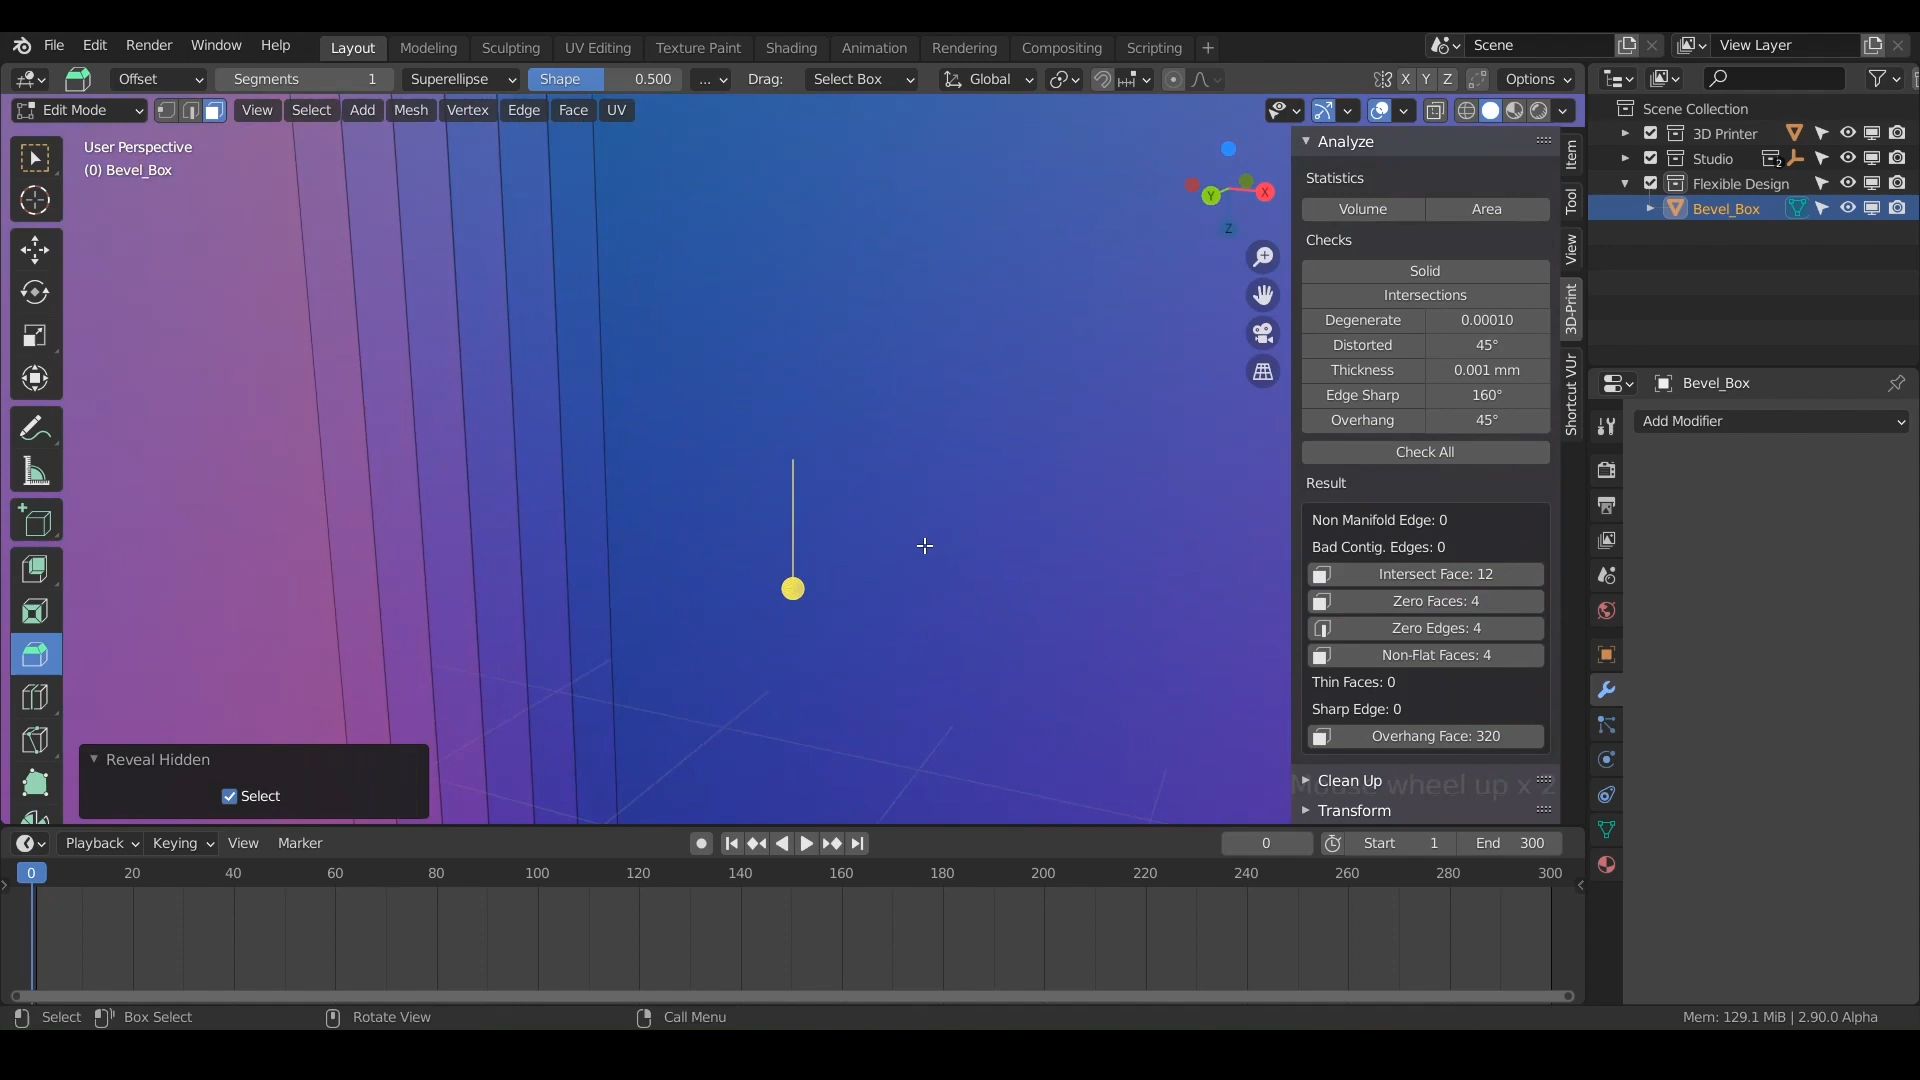 File Edit Render Window Help Layout Modeling Sculpting UV Editing Texture Paint Shading Animation Rendering Compositing Scripting + Scene View Layer
Offset Segments 1 Superellipse Shape 0.500 ... Drag: Select Box Global X Y Z Options
Edit Mode View Select Add Mesh Vertex Edge Face UV
User Perspective
(0) Bevel_Box
X
Y
Z
Analyze
Statistics
Volume Area
Checks
Solid
Intersections
Degenerate 0.00010
Distorted 45°
Thickness 0.001 mm
Edge Sharp 160°
Overhang 45°
Check All
Result
Non Manifold Edge: 0
Bad Contig. Edges: 0
Intersect Face: 12
Zero Faces: 4
Zero Edges: 4
Non-Flat Faces: 4
Thin Faces: 0
Sharp Edge: 0
Overhang Face: 320
Clean Up
Mouse wheel up x 2
Transform
Item
Tool
View
3D-Print
Shortcut VUr
Scene Collection
3D Printer
Studio 2
Flexible Design
Bevel_Box
Bevel_Box
Add Modifier
Reveal Hidden
Select
Playback Keying View Marker 0 Start 1 End 300
0 20 40 60 80 100 120 140 160 180 200 220 240 260 280 300
Select Box Select Rotate View Call Menu Mem: 129.1 MiB | 2.90.0 Alpha